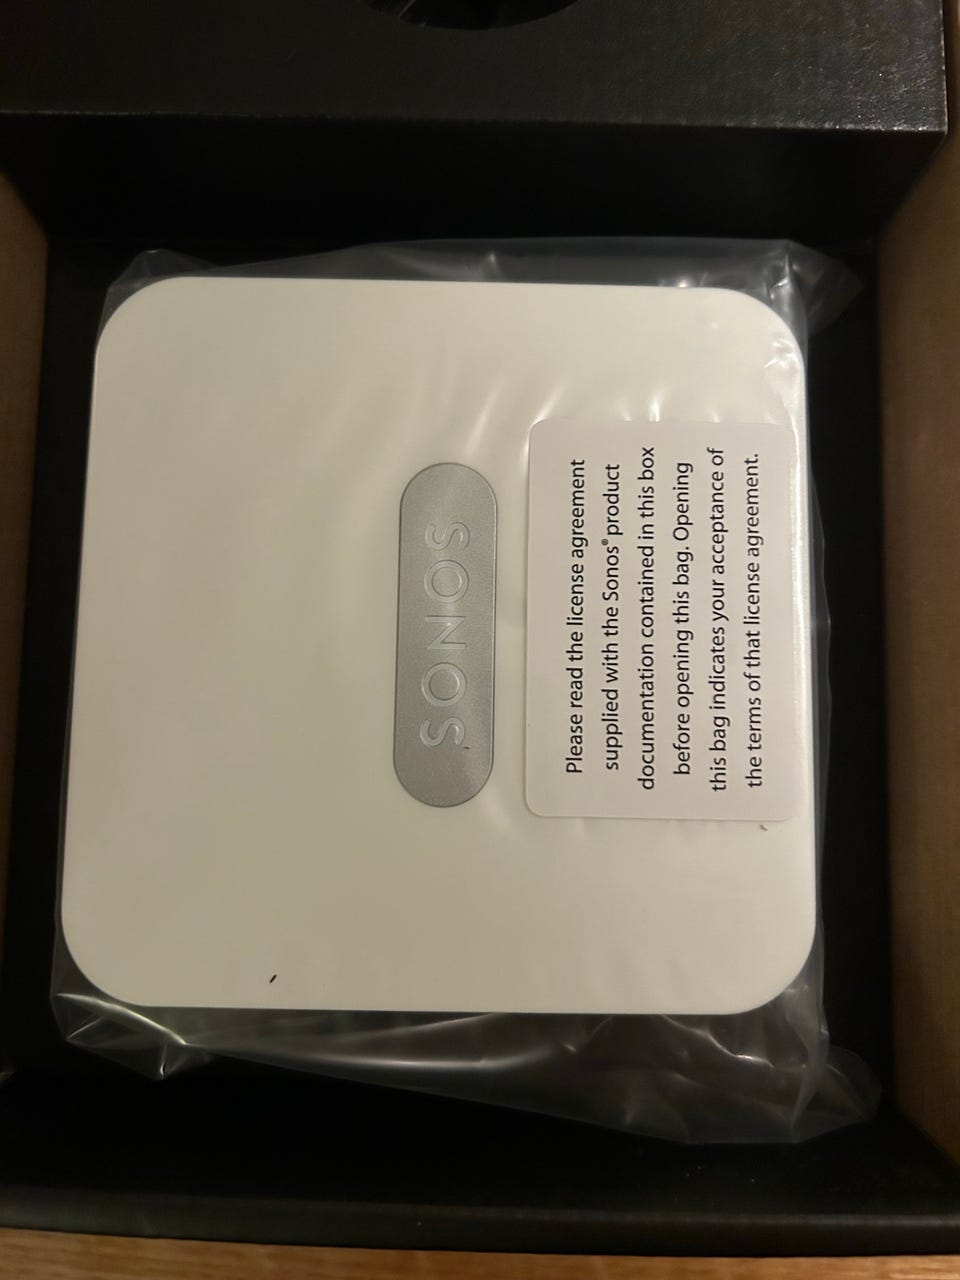 SONOS
Please read the license agreement
supplied with the Sonos® product
documentation contained in this box
before opening this bag. Opening
this bag indicates your acceptance of
the terms of that license agreement.